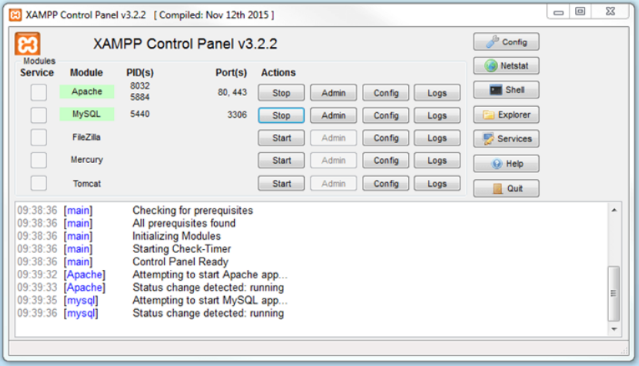 XAMPP Control Panel v3.2.2 [ Compiled: Nov 12th 2015 ]
XAMPP Control Panel v3.2.2
Config
Modules
Service Module PID(s) Port(s) Actions
Netstat
Apache 8032 5884 80, 443 Stop Admin Config Logs
Shell
MySQL 5440 3306 Stop Admin Config Logs
Explorer
FileZilla Start Admin Config Logs
Services
Mercury Start Admin Config Logs
Help
Tomcat Start Admin Config Logs
Quit
09:38:36 [main] Checking for prerequisites
09:38:36 [main] All prerequisites found
09:38:36 [main] Initializing Modules
09:38:36 [main] Starting Check-Timer
09:38:36 [main] Control Panel Ready
09:39:32 [Apache] Attempting to start Apache app...
09:39:33 [Apache] Status change detected: running
09:39:35 [mysql] Attempting to start MySQL app...
09:39:36 [mysql] Status change detected: running